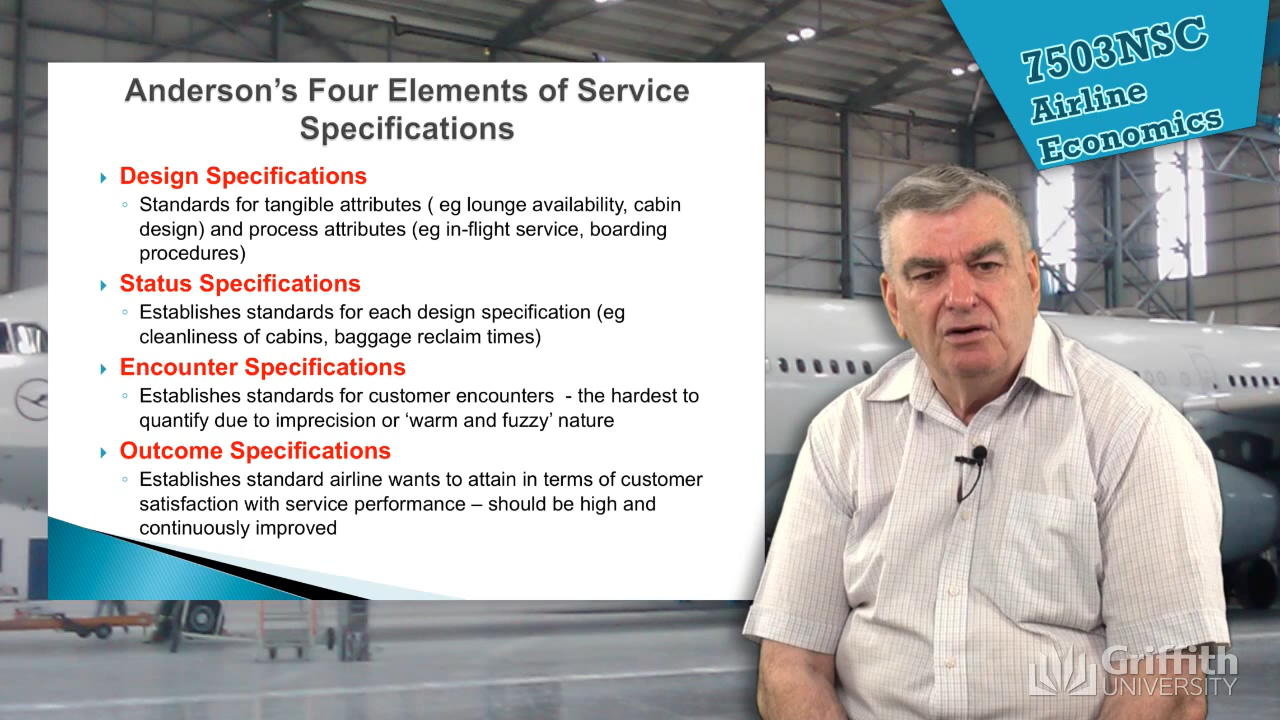 Anderson’s Four Elements of Service
Specifications
Design Specifications
Standards for tangible attributes ( eg lounge availability, cabin
design) and process attributes (eg in-flight service, boarding
procedures)
Status Specifications
Establishes standards for each design specification (eg
cleanliness of cabins, baggage reclaim times)
Encounter Specifications
Establishes standards for customer encounters  - the hardest to
quantify due to imprecision or ‘warm and fuzzy’ nature
Outcome Specifications
Establishes standard airline wants to attain in terms of customer
satisfaction with service performance – should be high and
continuously improved
7503NSC
Airline
Economics
Griffith
UNIVERSITY